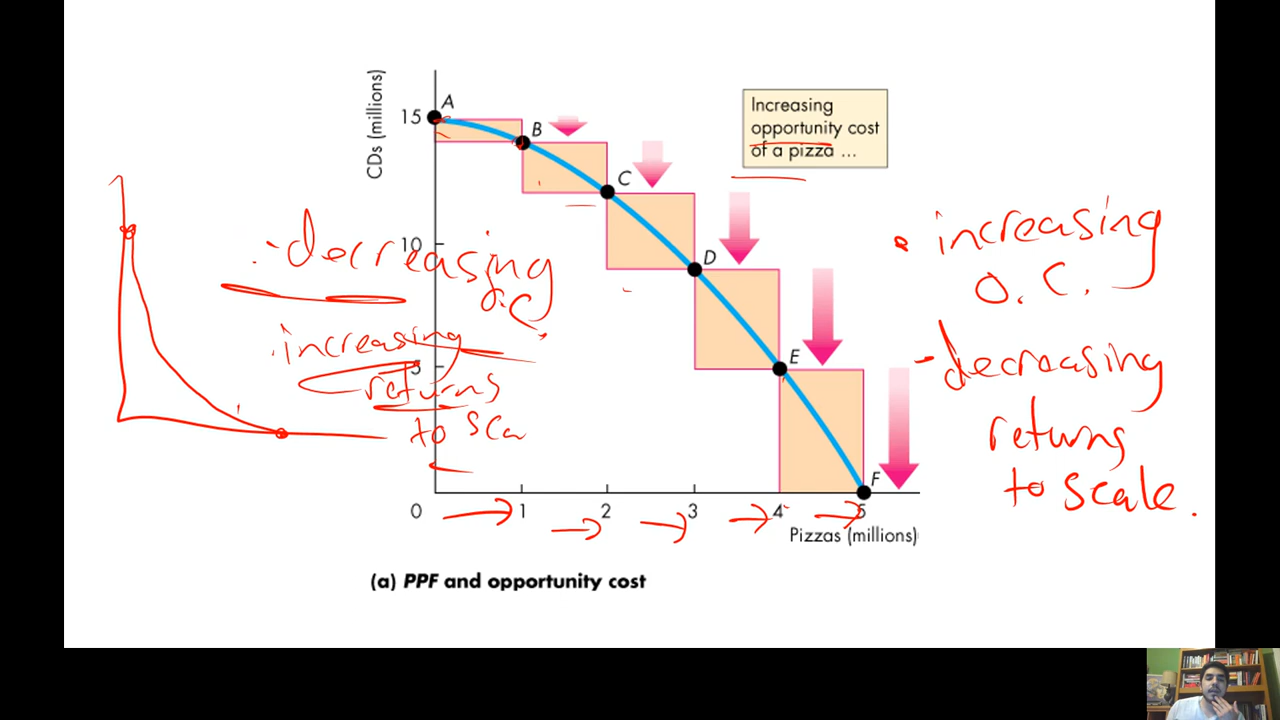 CDs (millions)
15
10
5
0
1
2
3
4
5
Pizzas (millions)
A
B
C
D
E
F
Increasing
opportunity cost
of a pizza ...
· decreasing
o.c.
· increasing
returns
to sca
• increasing
O. C.
- decreasing
returns
to scale.
(a) PPF and opportunity cost